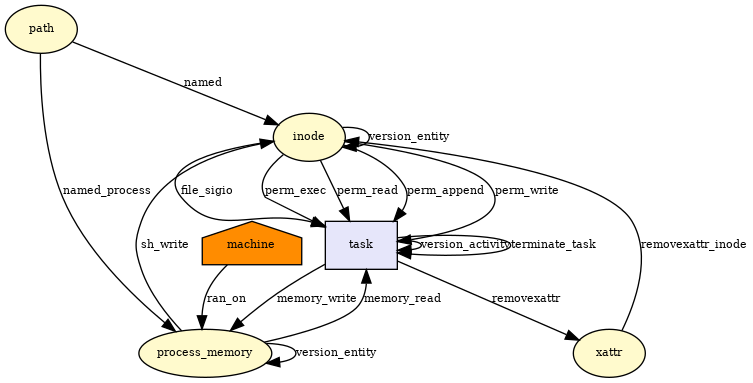 path
named
inode
version_entity
named_process
file_sigio
perm_exec
perm_read
perm_append
perm_write
sh_write
machine
task
version_activity
terminate_task
removexattr_inode
ran_on
memory_write
memory_read
removexattr
process_memory
version_entity
xattr